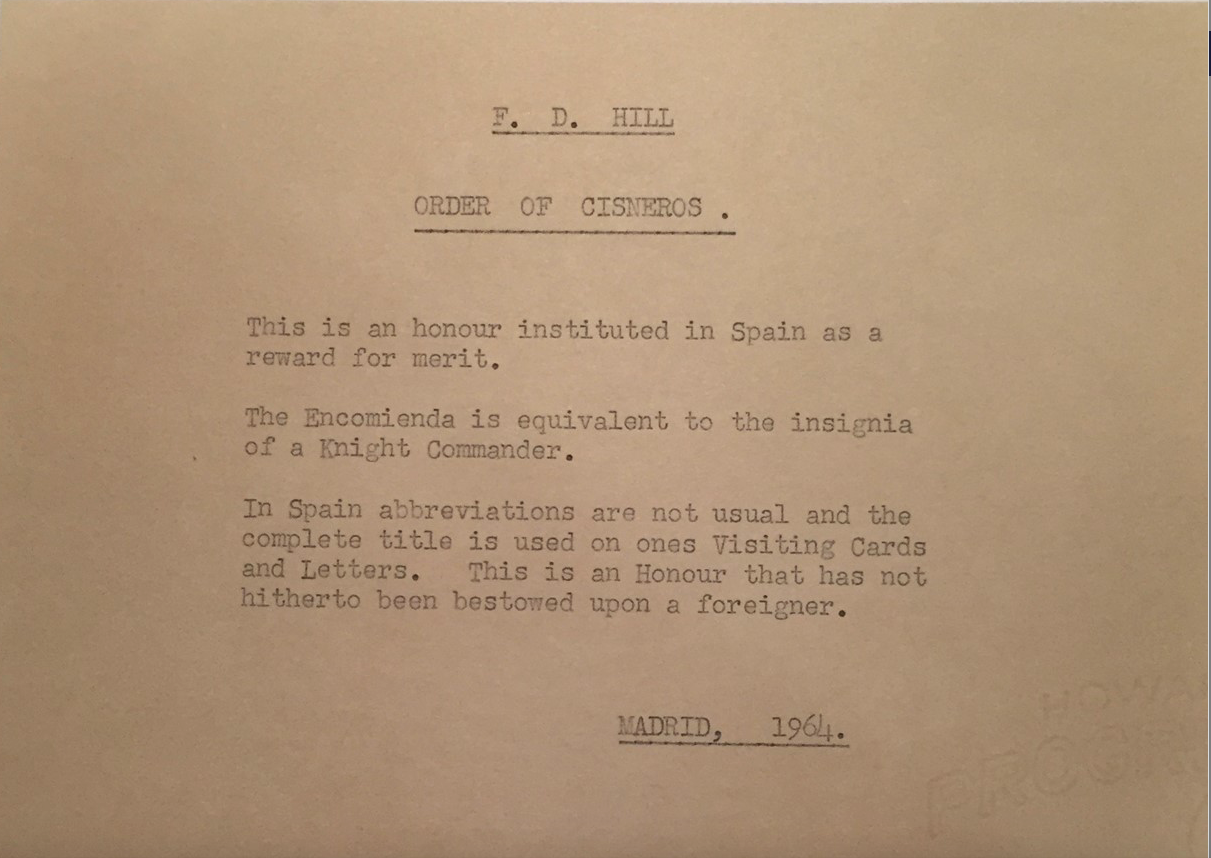 F. D. HILL
ORDER OF CISNEROS .
This is an honour instituted in Spain as a
reward for merit.
The Encomienda is equivalent to the insignia
of a Knight Commander.
In Spain abbreviations are not usual and the
complete title is used on ones Visiting Cards
and Letters. This is an Honour that has not
hitherto been bestowed upon a foreigner.
MADRID, 1964.